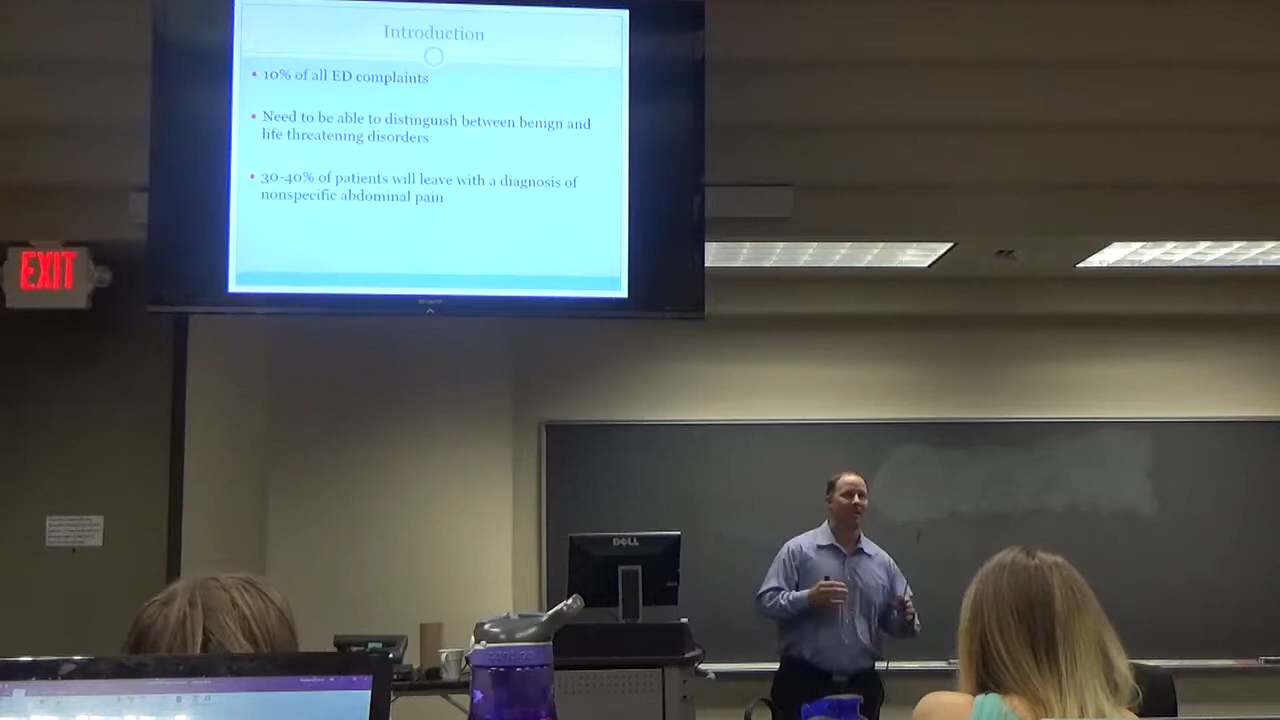 Introduction
• 10% of all ED complaints
• Need to be able to distinguish between benign and
life threatening disorders
• 30-40% of patients will leave with a diagnosis of
nonspecific abdominal pain
EXIT
DELL